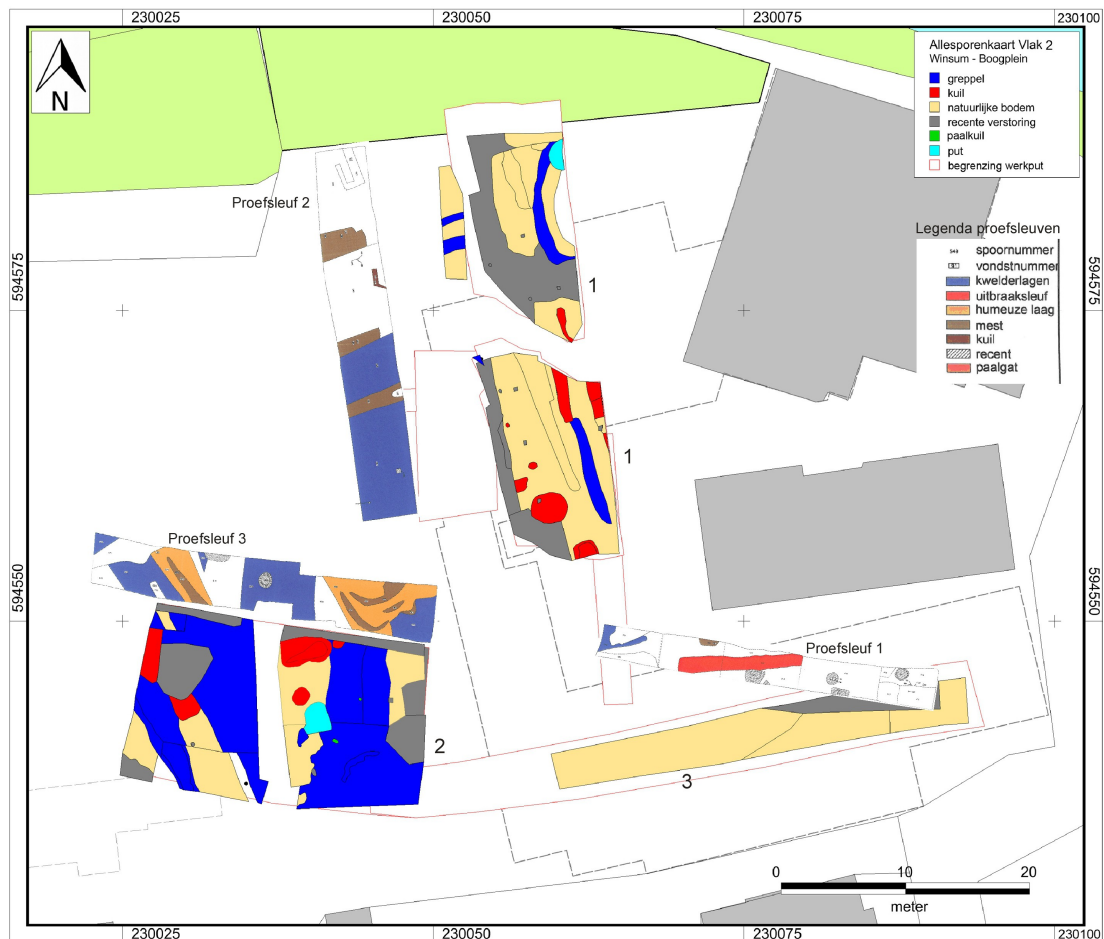 230025
230050
230075
230100
N
Allesporenkaart Vlak 2
Winsum - Boogplein
greppel
kuil
natuurlijke bodem
recente verstoring
paalkuil
put
begrenzing werkput
Proefsleuf 2
Legenda proefsleuven
spoornummer
vondstnummer
kwelderlagen
uitbraaksleuf
humeuze laag
mest
kuil
recent
paalgat
594575
594575
1
1
Proefsleuf 3
594550
594550
Proefsleuf 1
2
3
0
10
20
meter
230025
230050
230075
230100